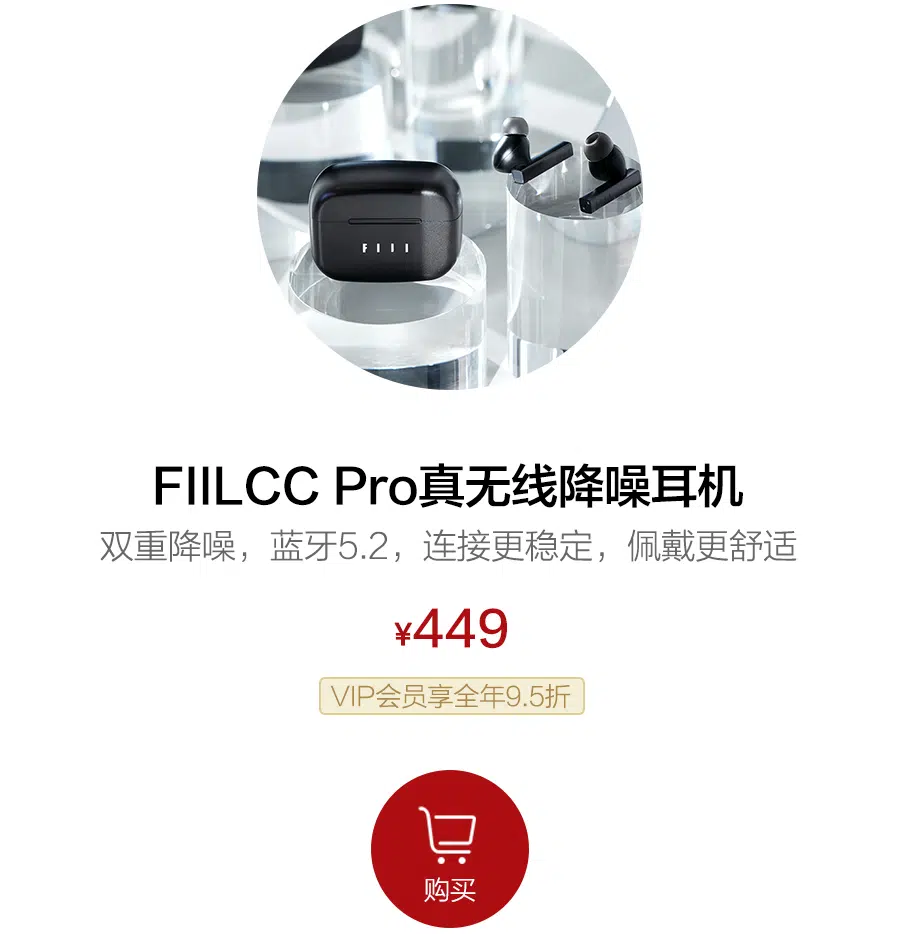 FIIL
FIILCC Pro真无线降噪耳机
双重降噪，蓝牙5.2，连接更稳定，佩戴更舒适
¥449
VIP会员享全年9.5折
购买